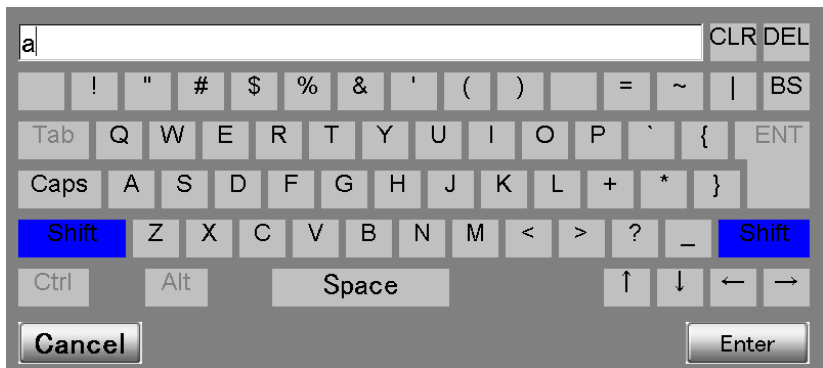 a CLR DEL
! " # $ % & ' ( ) = ~ | BS
Tab Q W E R T Y U I O P ` { ENT
Caps A S D F G H J K L + * }
Shift Z X C V B N M < > ? _ Shift
Ctrl Alt Space ↑ ↓ ← →
Cancel Enter